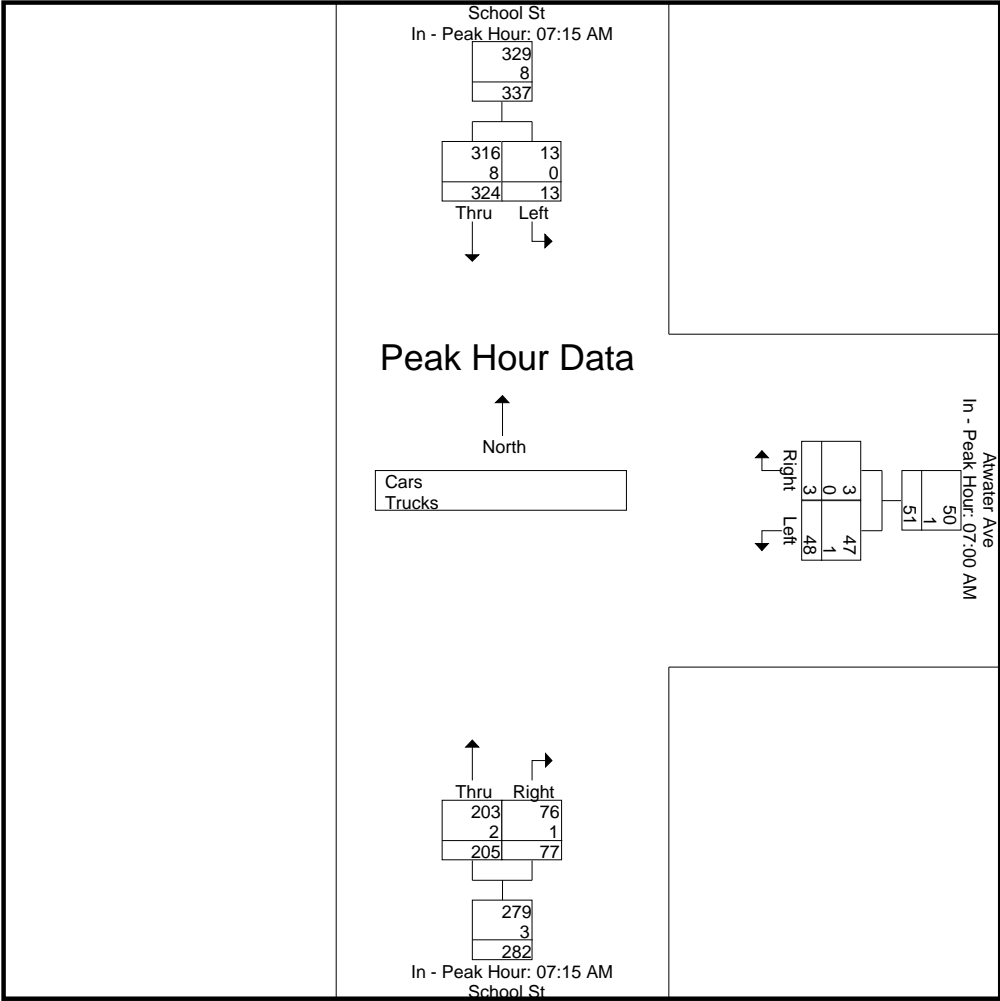 School St
In - Peak Hour: 07:15 AM
329
8
337
316 13
8 0
324 13
Thru Left
Peak Hour Data
North
Cars
Trucks
Atwater Ave
In - Peak Hour: 07:00 AM
50
1
51
3 47
0 1
3 48
Right Left
Thru Right
203 76
2 1
205 77
279
3
282
In - Peak Hour: 07:15 AM
School St